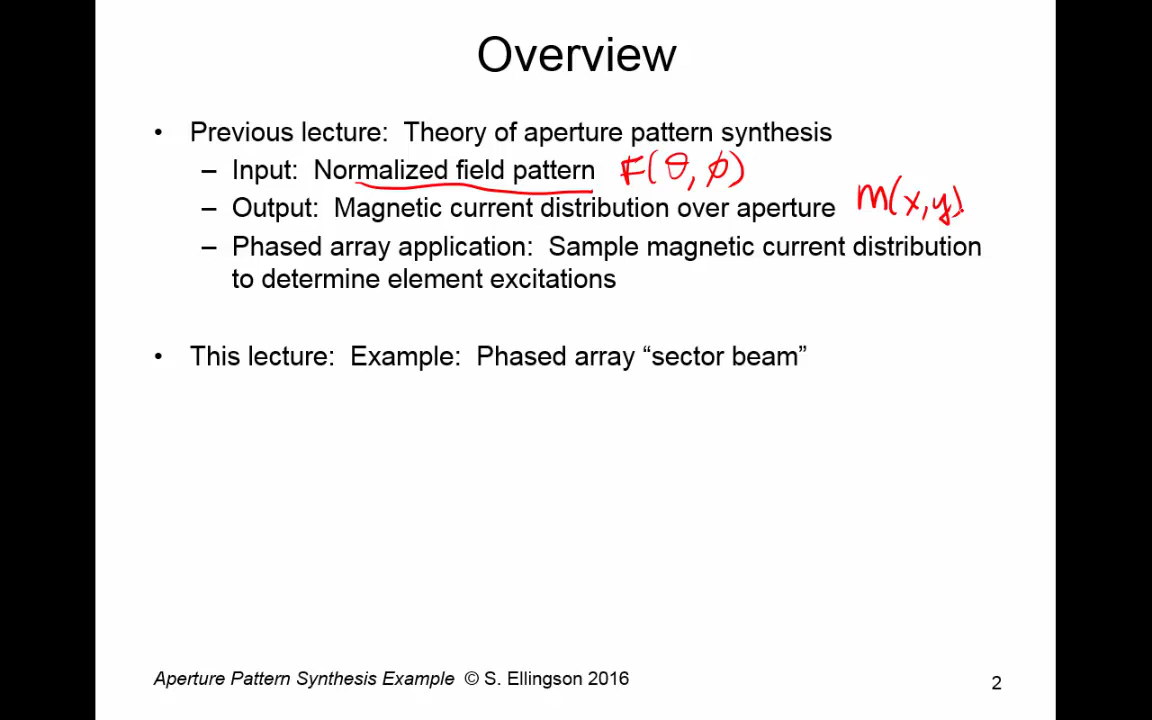 Overview
• Previous lecture: Theory of aperture pattern synthesis
– Input: Normalized field pattern F(θ, φ)
– Output: Magnetic current distribution over aperture m(x,y)
– Phased array application: Sample magnetic current distribution
to determine element excitations
• This lecture: Example: Phased array “sector beam”
Aperture Pattern Synthesis Example © S. Ellingson 2016
2